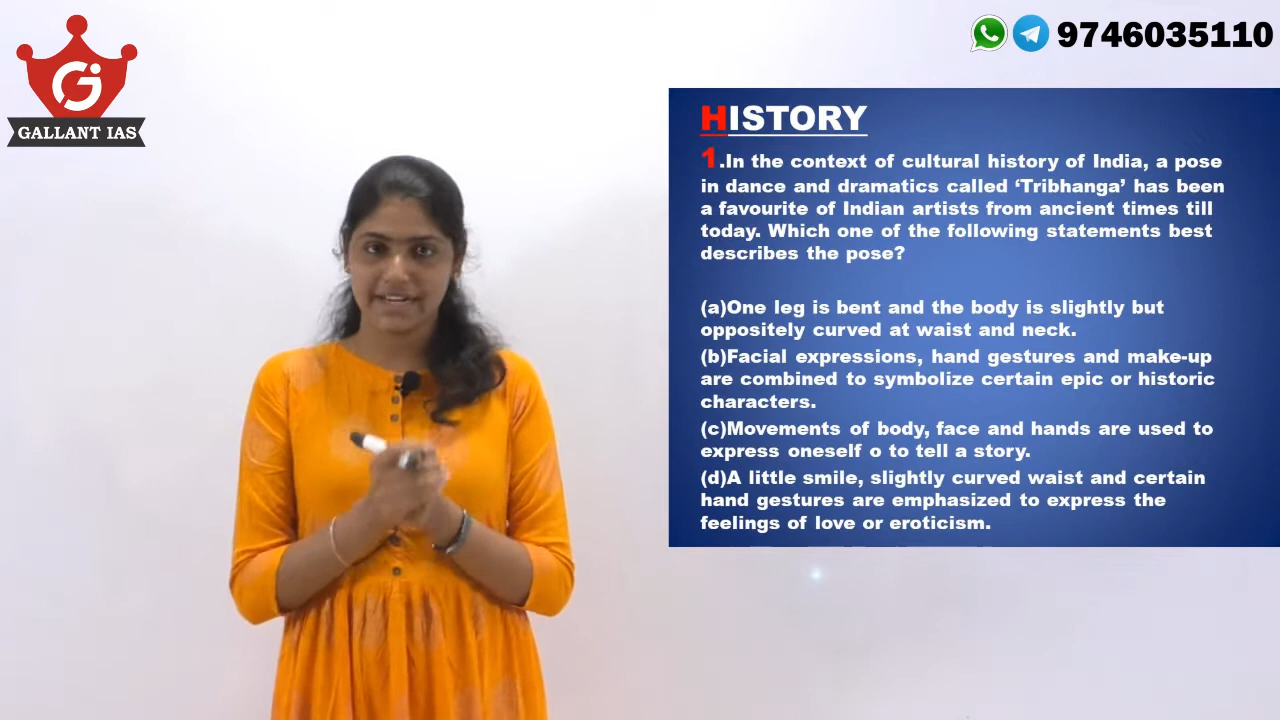 9746035110
GALLANT IAS
HISTORY
1.In the context of cultural history of India, a pose
in dance and dramatics called ‘Tribhanga’ has been
a favourite of Indian artists from ancient times till
today. Which one of the following statements best
describes the pose?
(a)One leg is bent and the body is slightly but
oppositely curved at waist and neck.
(b)Facial expressions, hand gestures and make-up
are combined to symbolize certain epic or historic
characters.
(c)Movements of body, face and hands are used to
express oneself o to tell a story.
(d)A little smile, slightly curved waist and certain
hand gestures are emphasized to express the
feelings of love or eroticism.